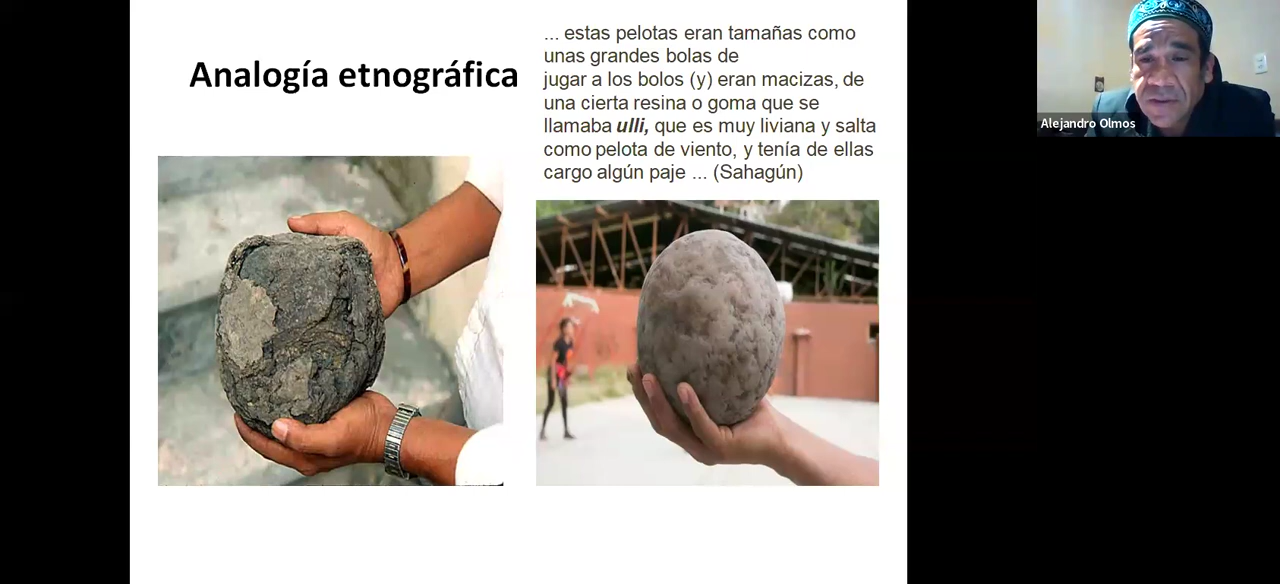 Analogía etnográfica
... estas pelotas eran tamañas como
unas grandes bolas de
jugar a los bolos (y) eran macizas, de
una cierta resina o goma que se
llamaba ulli, que es muy liviana y salta
como pelota de viento, y tenía de ellas
cargo algún paje ... (Sahagún)
Alejandro Olmos